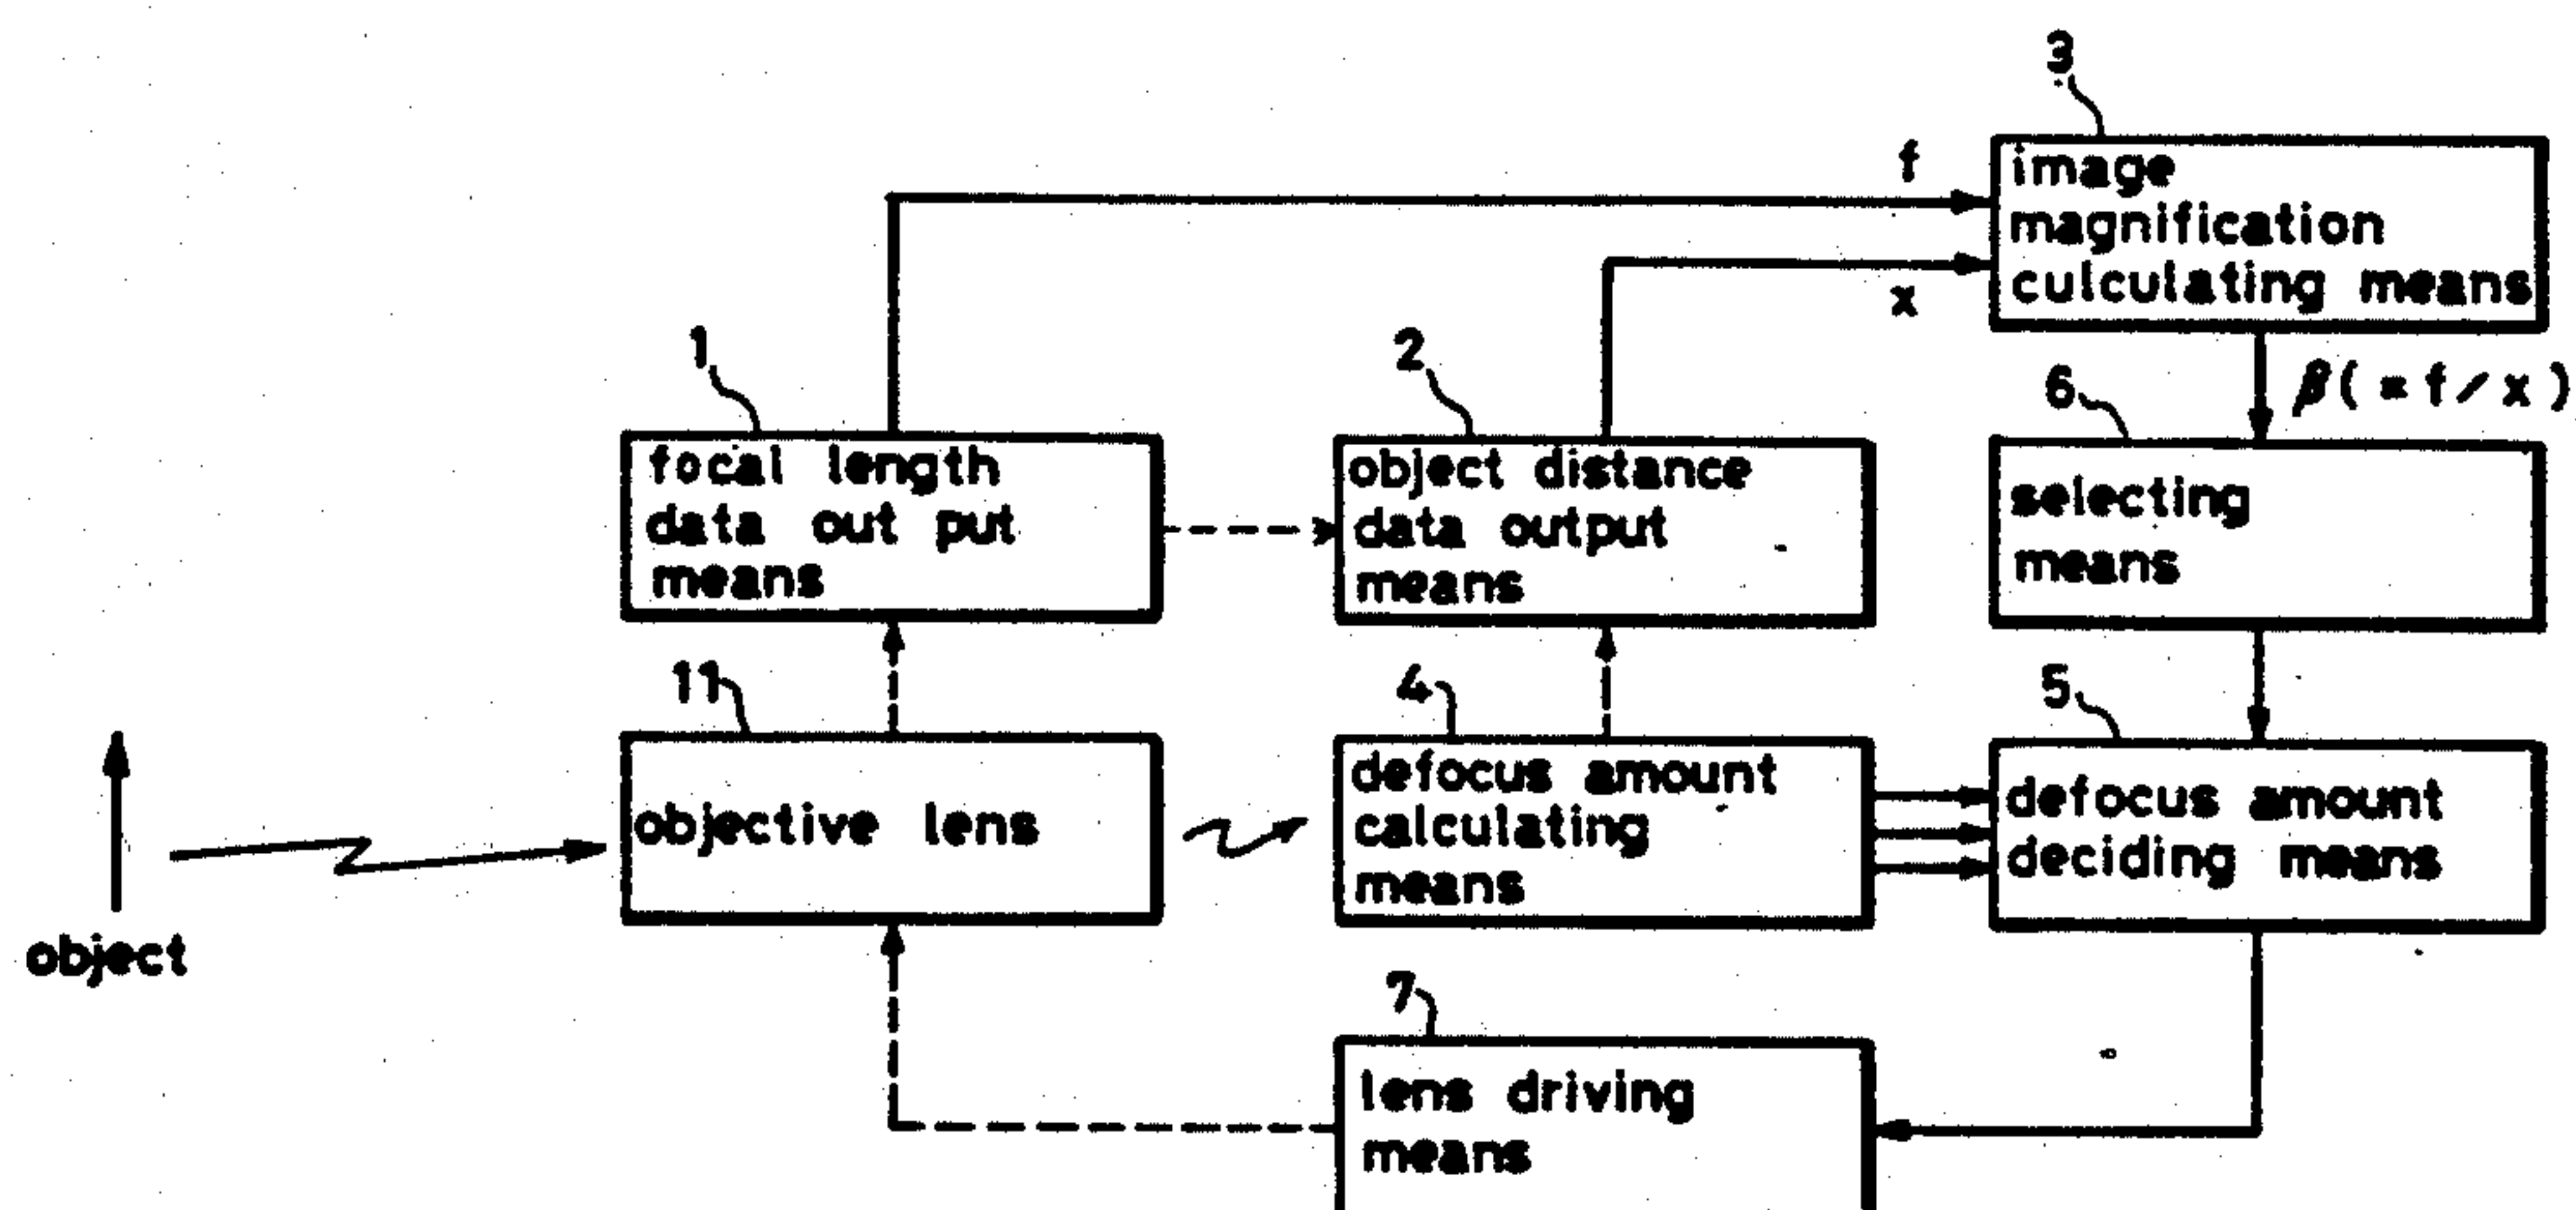 3
f
image
magnification
culculating means
x
1
2
6
β(=f/x)
focal length
data out put
means
object distance
data output
means
selecting
means
11
4
5
objective lens
defocus amount
calculating
means
defocus amount
deciding means
object
7
lens driving
means